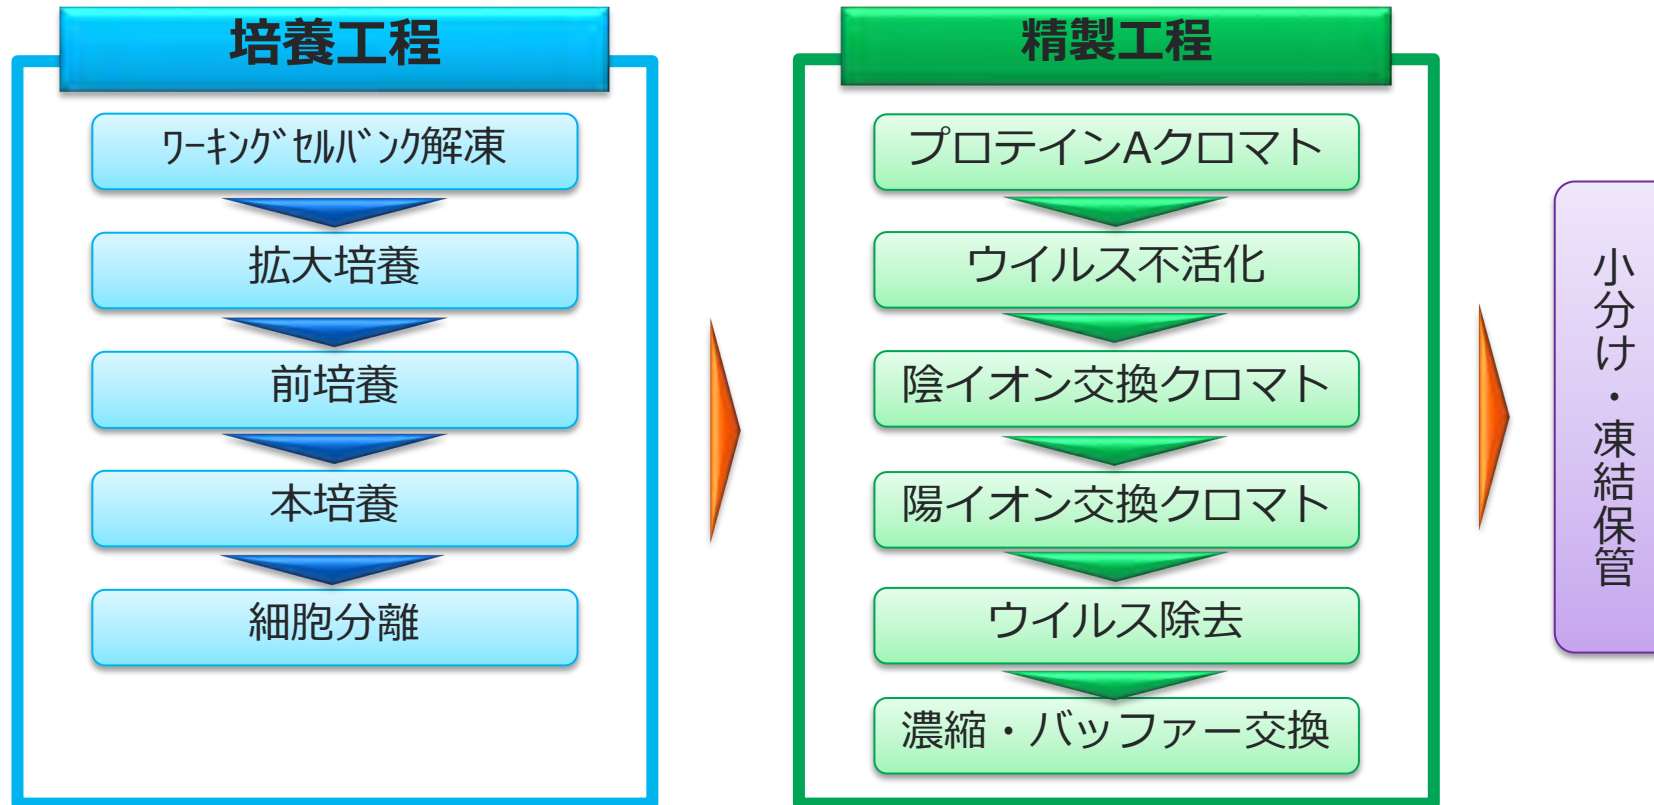 培養工程
ﾜｰｷﾝｸﾞｾﾙﾊﾞﾝｸ解凍
拡大培養
前培養
本培養
細胞分離
精製工程
プロテインAクロマト
ウイルス不活化
陰イオン交換クロマト
陽イオン交換クロマト
ウイルス除去
濃縮・バッファー交換
小分け・凍結保管